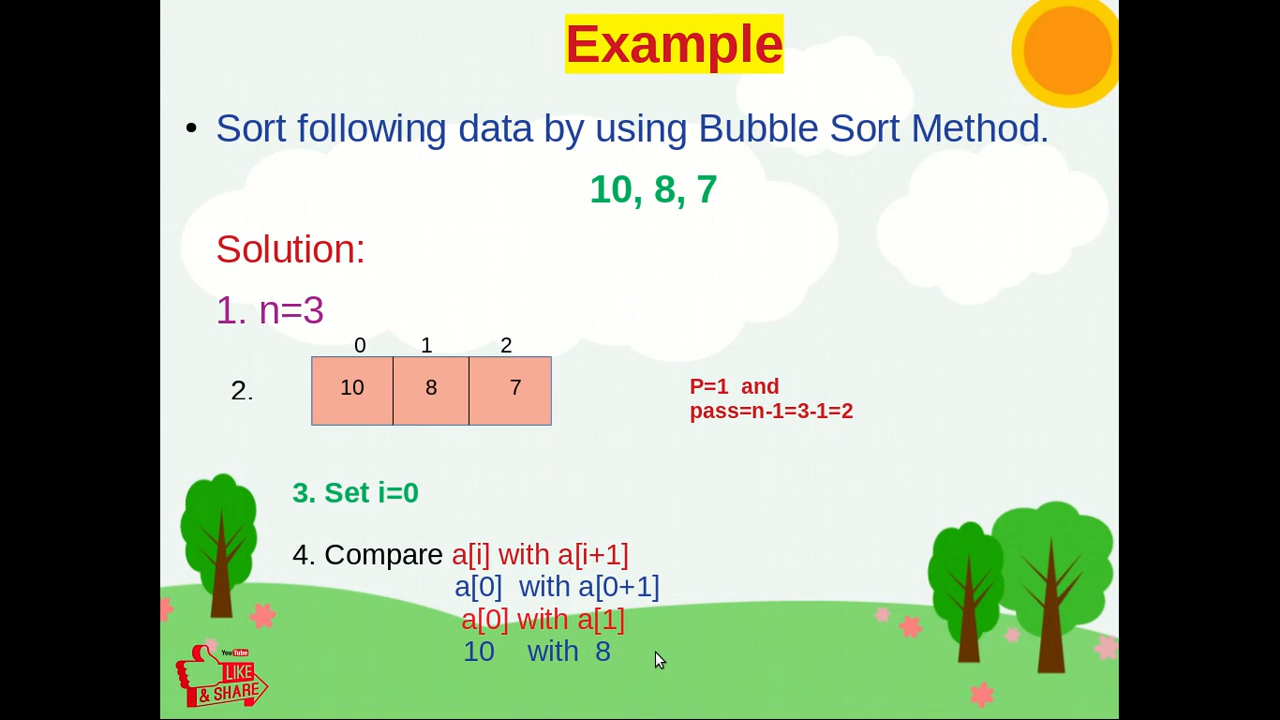 Example
• Sort following data by using Bubble Sort Method.
10, 8, 7
Solution:
1. n=3
0 1 2
2. 10 8 7
P=1 and
pass=n-1=3-1=2
3. Set i=0
4. Compare a[i] with a[i+1]
a[0] with a[0+1]
a[0] with a[1]
10 with 8
YouTube
LIKE
& SHARE